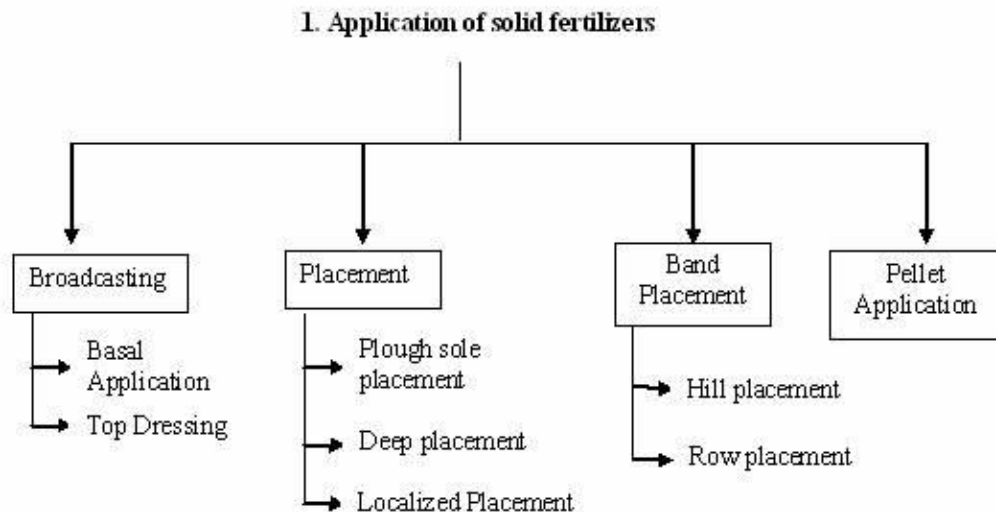 1. Application of solid fertilizers
Broadcasting
Basal
Application
Top Dressing
Placement
Plough sole
placement
Deep placement
Localized Placement
Band
Placement
Hill placement
Row placement
Pellet
Application